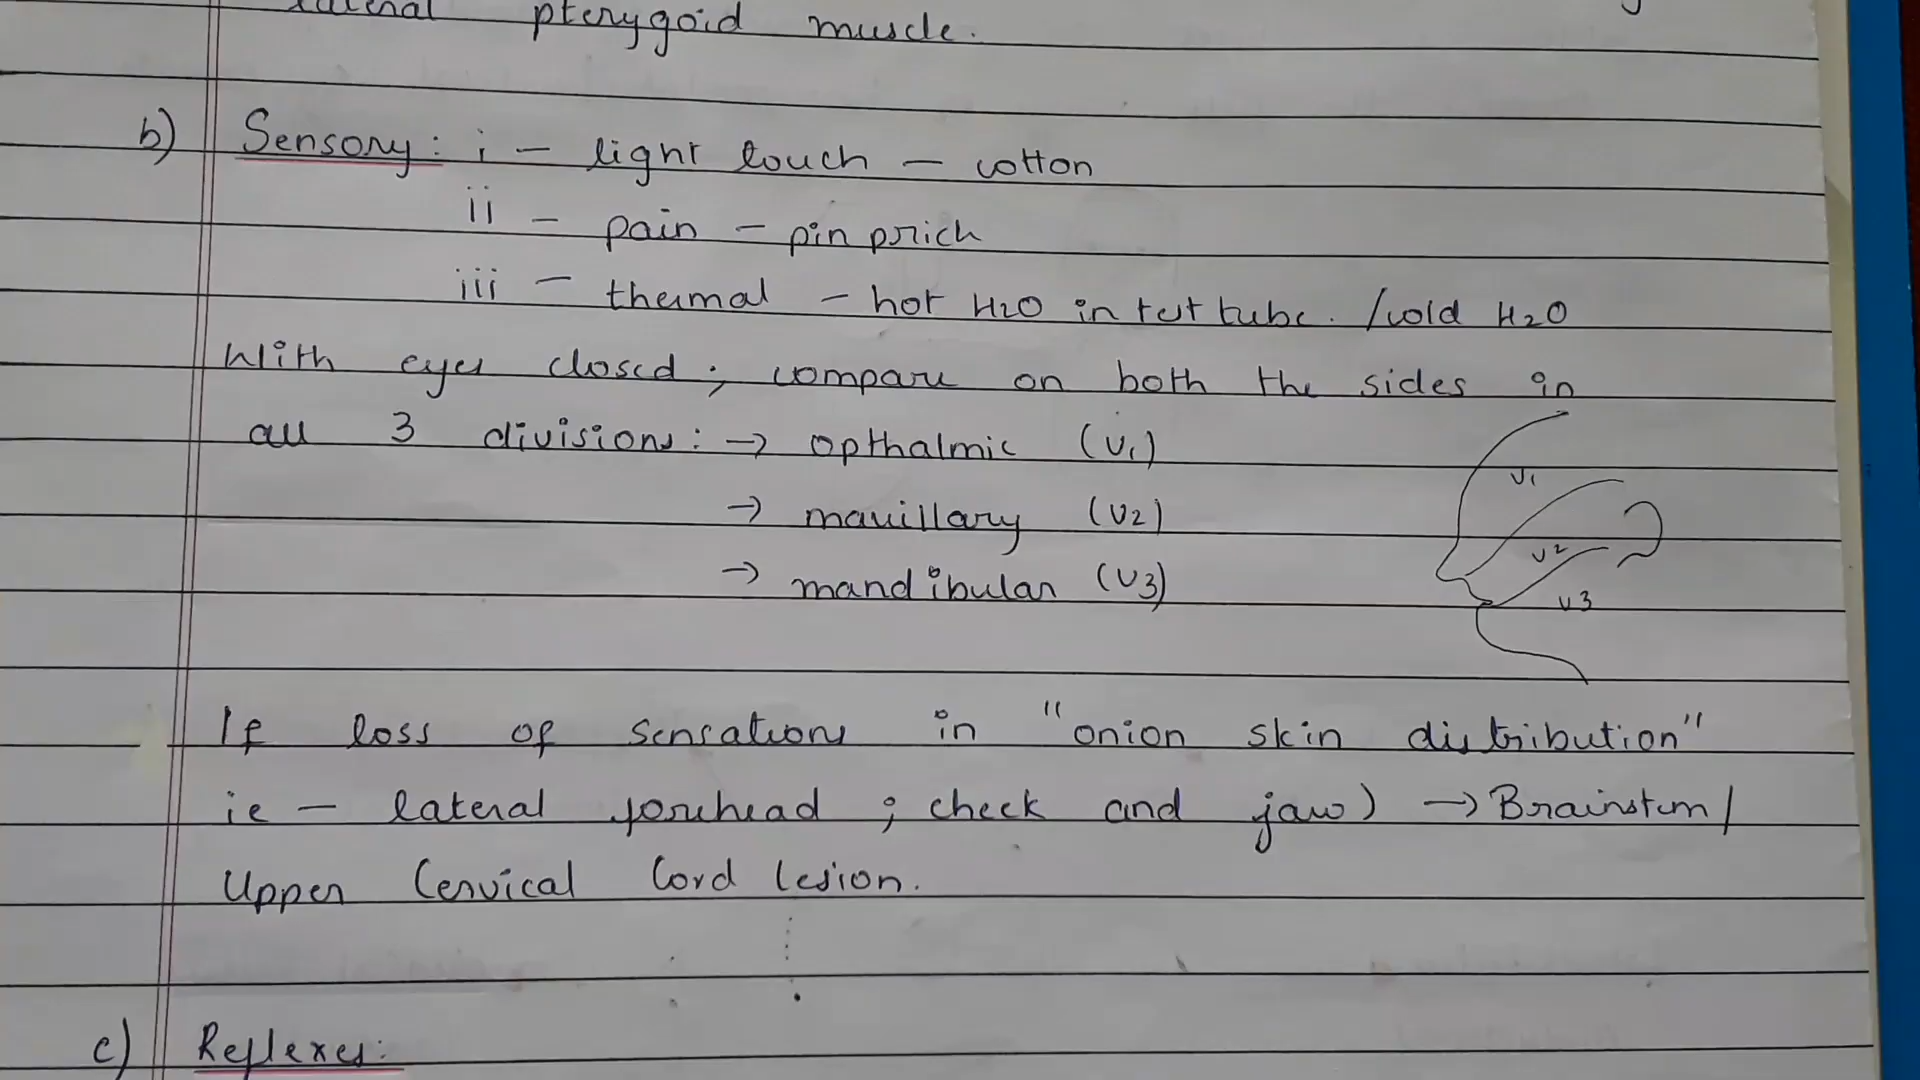 lateral pterygoid muscle.
b) Sensory: i - light touch - cotton
ii - pain - pin prick
iii - thermal - hot H2O in test tube. /cold H2O
With eyes closed; compare on both the sides in
all 3 divisions: → opthalmic (V1)
→ maxillary (V2)
→ mandibular (V3)
V1
V2
V3
If loss of sensations in "onion skin distribution"
ie - lateral forehead ; cheek and jaw) → Brainstem/
Upper Cervical Cord lesion.
c) Reflexes: